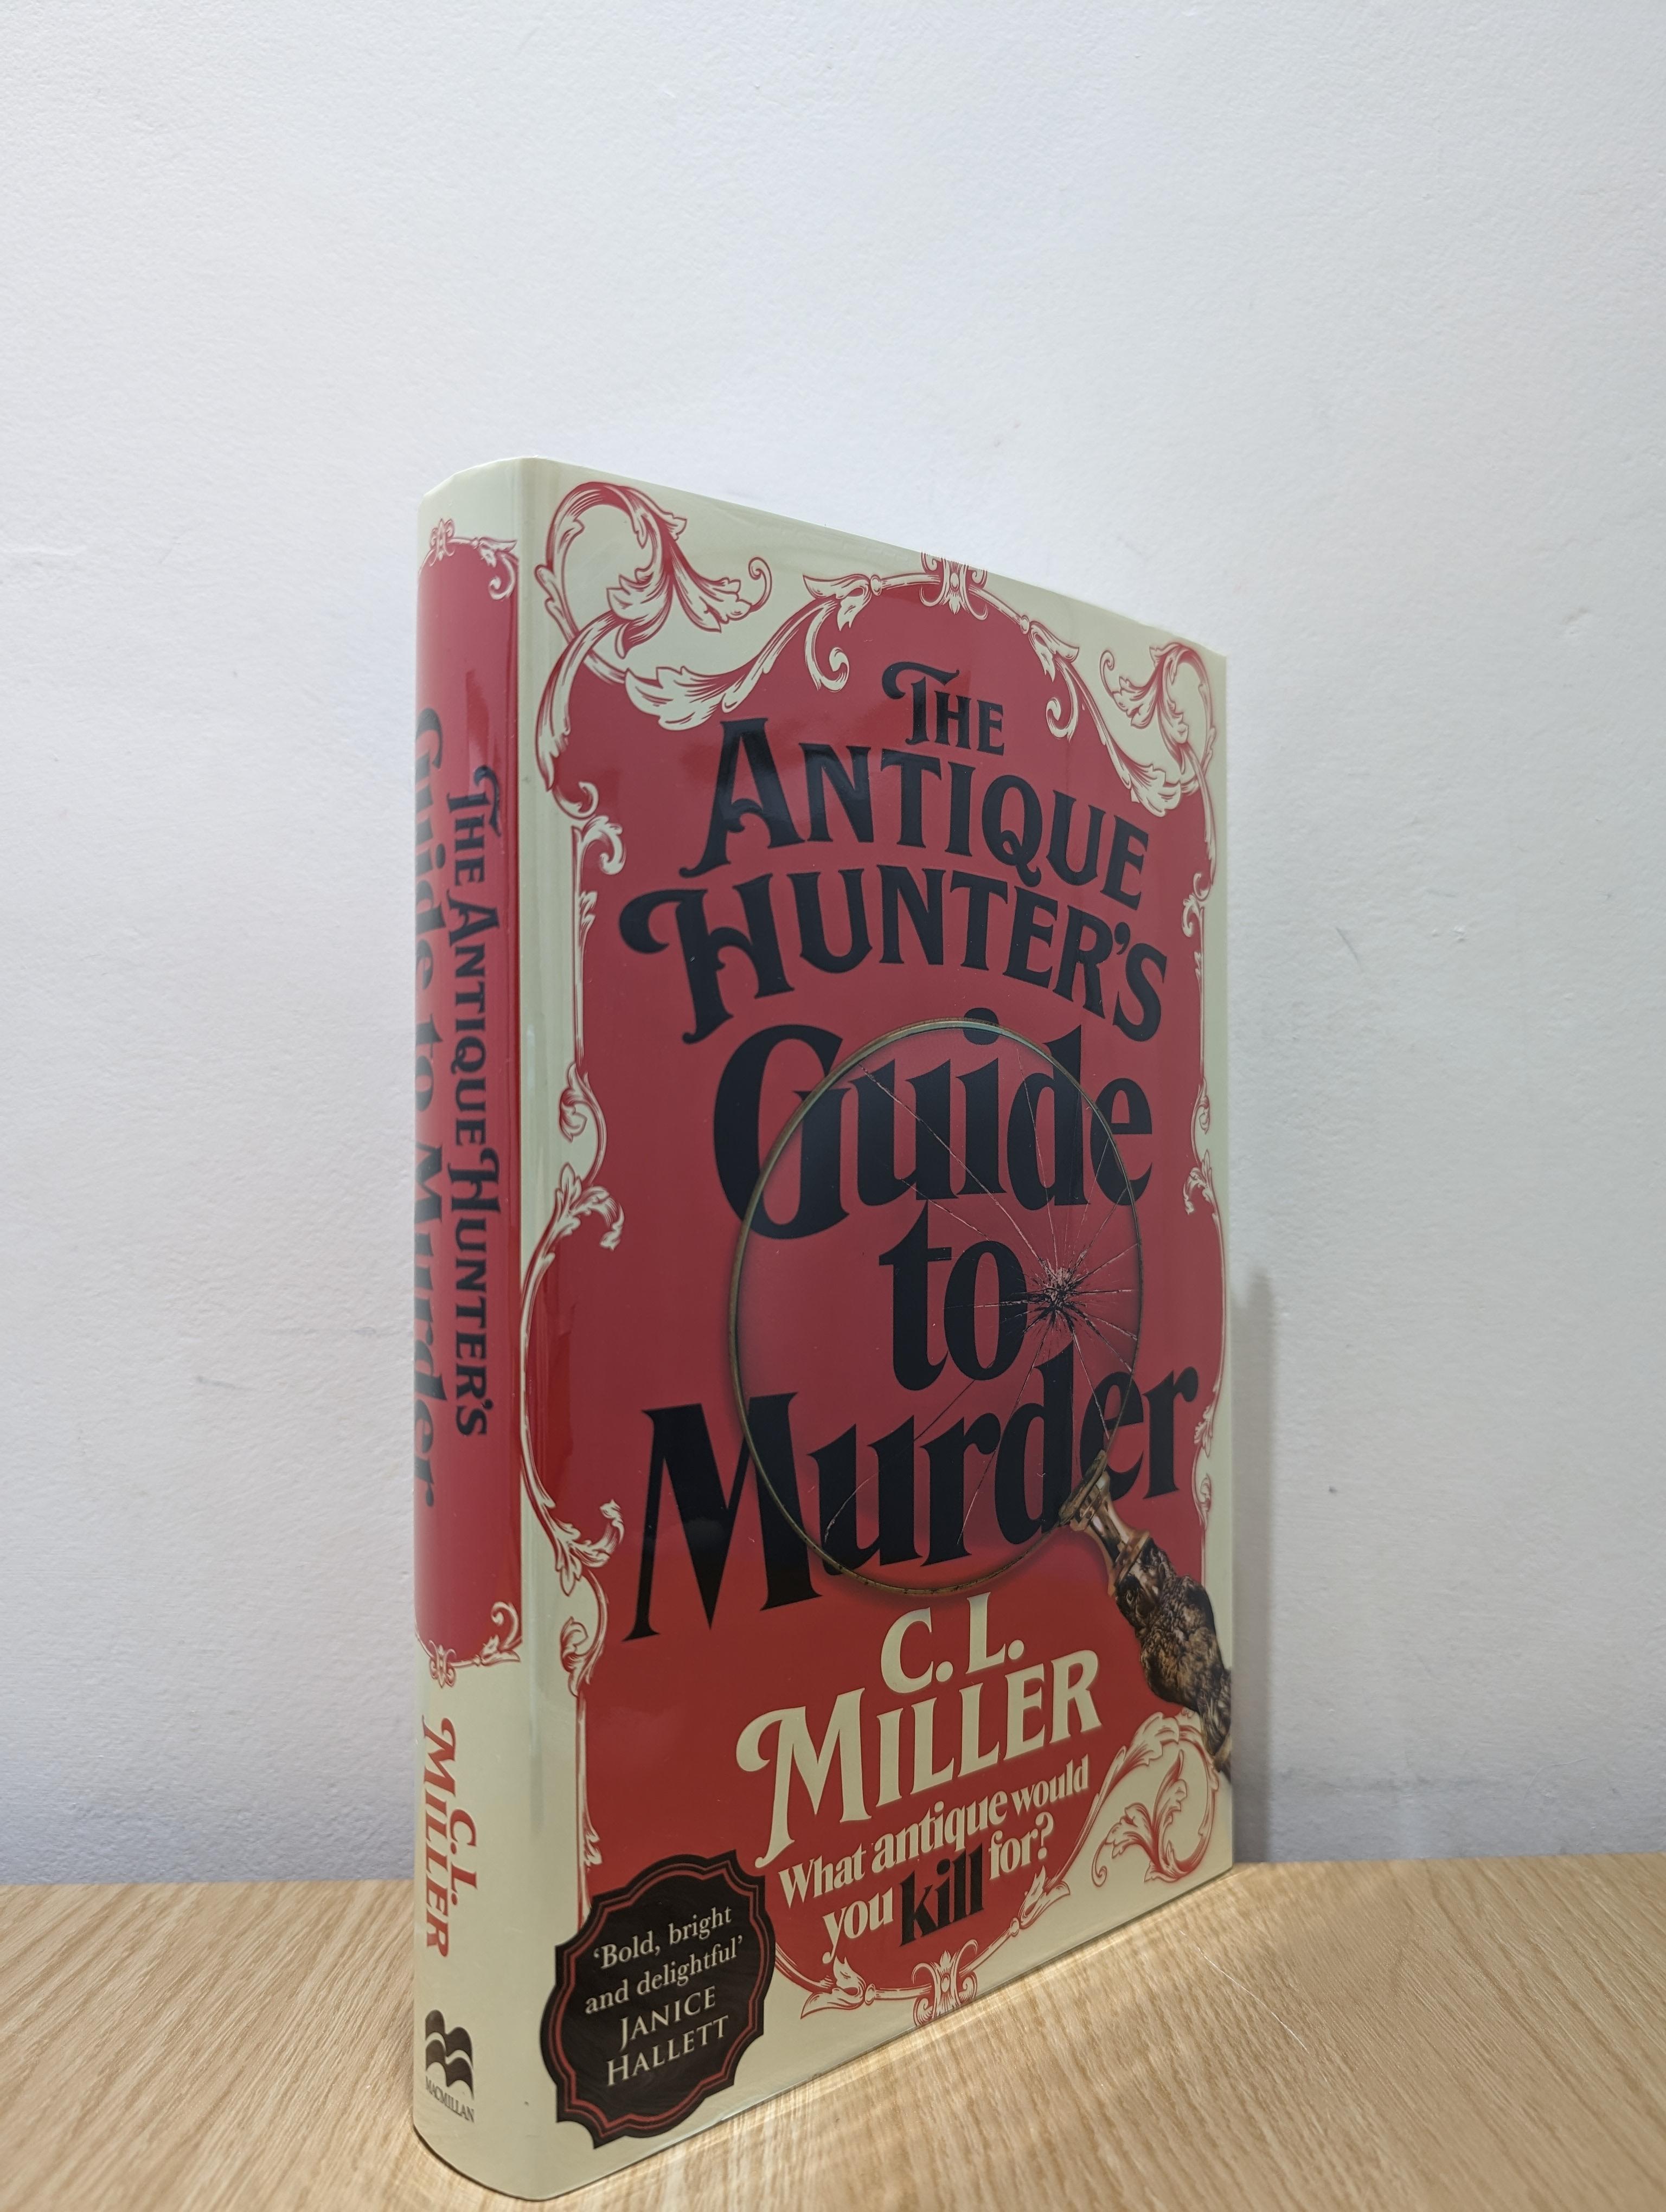 THE ANTIQUE HUNTER'S
Guide to Murder
C. L.
MILLER
MACMILLAN
THE
ANTIQUE
HUNTER'S
Guide
to
Murder
C. L.
MILLER
What antique would
you kill for?
'Bold, bright
and delightful'
JANICE
HALLETT